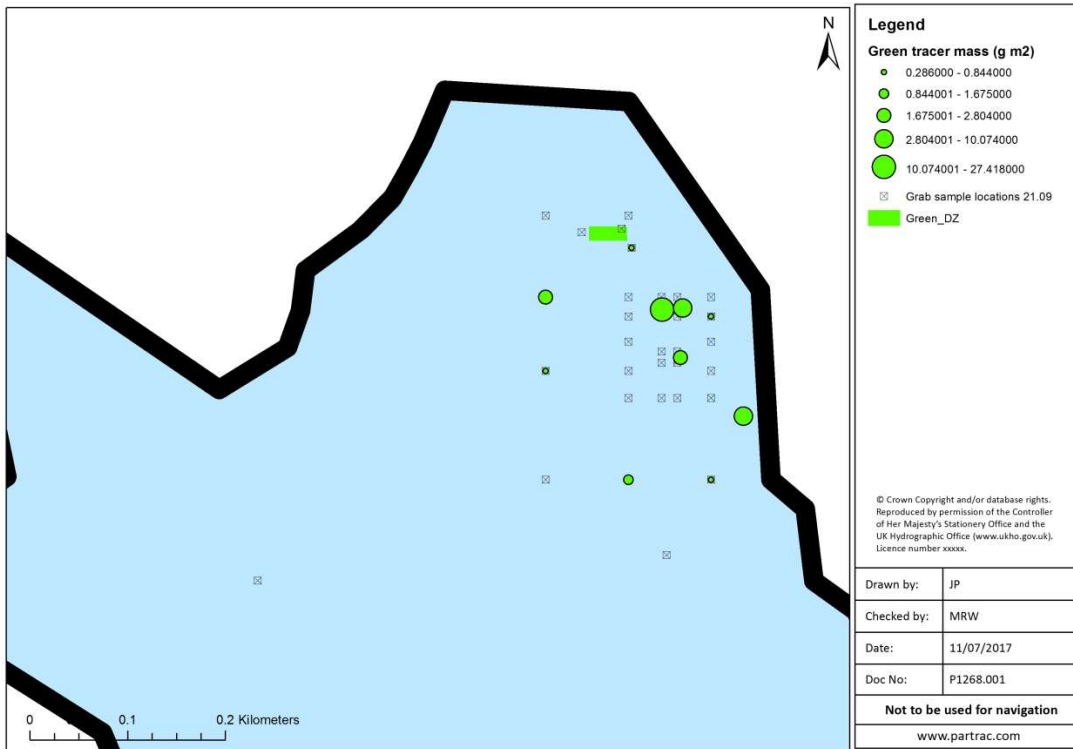 N
0 0.1 0.2 Kilometers
Legend
Green tracer mass (g m2)
0.286000 - 0.844000
0.844001 - 1.675000
1.675001 - 2.804000
2.804001 - 10.074000
10.074001 - 27.418000
Grab sample locations 21.09
Green_DZ
© Crown Copyright and/or database rights.
Reproduced by permission of the Controller
of Her Majesty's Stationery Office and the
UK Hydrographic Office (www.ukho.gov.uk).
Licence number xxxxx.
Drawn by: JP
Checked by: MRW
Date: 11/07/2017
Doc No: P1268.001
Not to be used for navigation
www.partrac.com